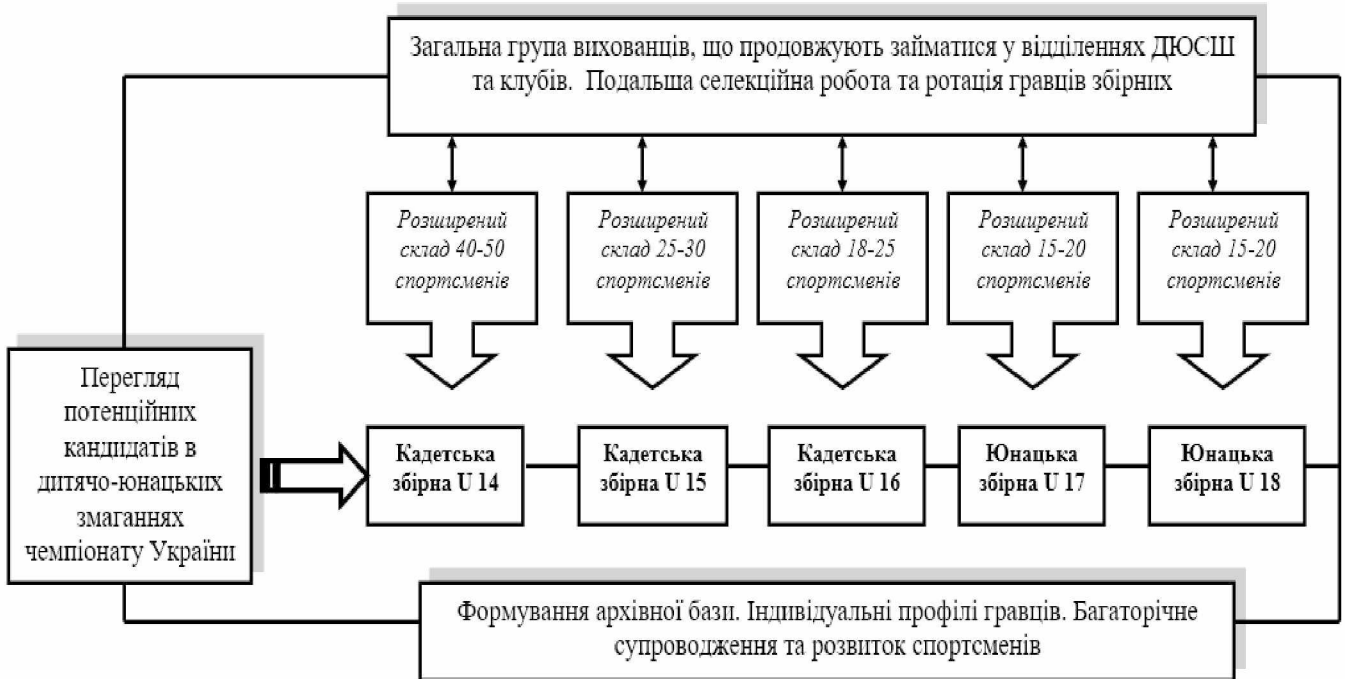 Загальна група вихованців, що продовжують займатися у відділеннях ДЮСШ
та клубів. Подальша селекційна робота та ротація гравців збірних
Розширений
склад 40-50
спортсменів
Розширений
склад 25-30
спортсменів
Розширений
склад 18-25
спортсменів
Розширений
склад 15-20
спортсменів
Розширений
склад 15-20
спортсменів
Перегляд
потенційних
кандидатів в
дитячо-юнацьких
змаганнях
чемпіонату України
Кадетська
збірна U 14
Кадетська
збірна U 15
Кадетська
збірна U 16
Юнацька
збірна U 17
Юнацька
збірна U 18
Формування архівної бази. Індивідуальні профілі гравців. Багаторічне
супроводження та розвиток спортсменів